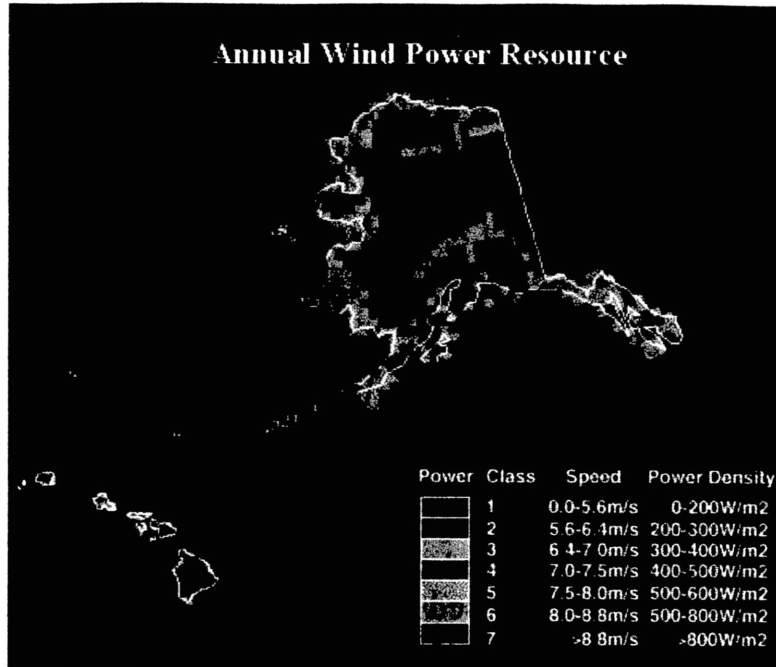 Annual Wind Power Resource
Power Class Speed Power Density
1 0.0-5.6m/s 0-200W/m2
2 5.6-6.4m/s 200-300W/m2
3 6.4-7.0m/s 300-400W/m2
4 7.0-7.5m/s 400-500W/m2
5 7.5-8.0m/s 500-600W/m2
6 8.0-8.8m/s 500-800W/m2
7 >8.8m/s >800W/m2